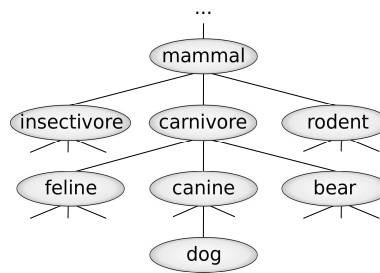 ...
mammal
insectivore carnivore rodent
feline canine bear
dog